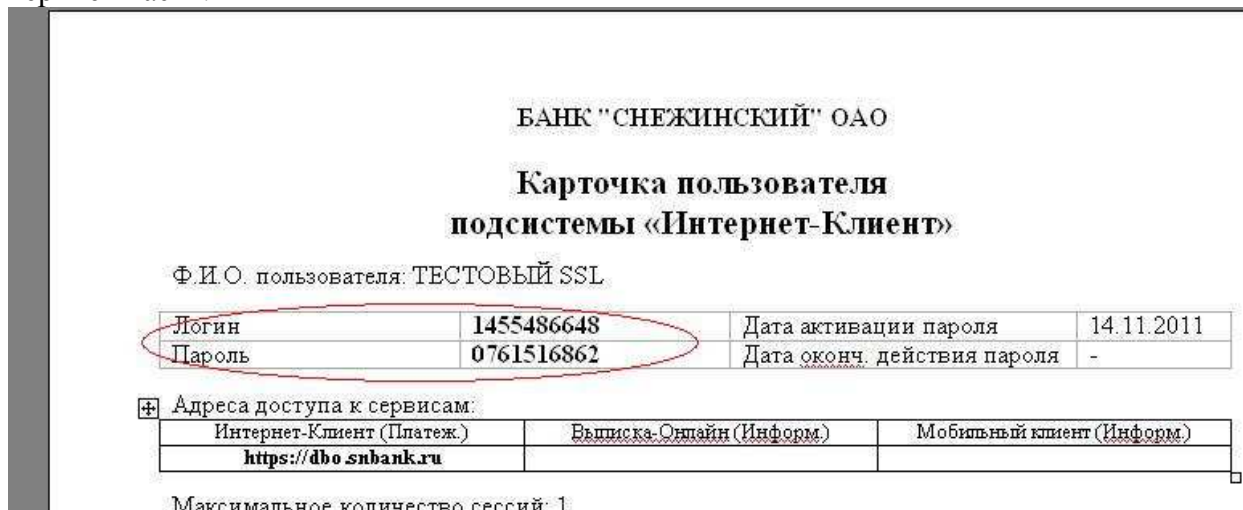 БАНК "СНЕЖИНСКИЙ" ОАО
Карточка пользователя
подсистемы «Интернет-Клиент»
Ф.И.О. пользователя: ТЕСТОВЫЙ SSL
Логин 1455486648 Дата активации пароля 14.11.2011
Пароль 0761516862 Дата оконч. действия пароля -
Адреса доступа к сервисам:
Интернет-Клиент (Платеж.) Выписка-Онлайн (Информ.) Мобильный клиент (Информ.)
https://dbo.snbank.ru
Максимальное количество сессий: 1